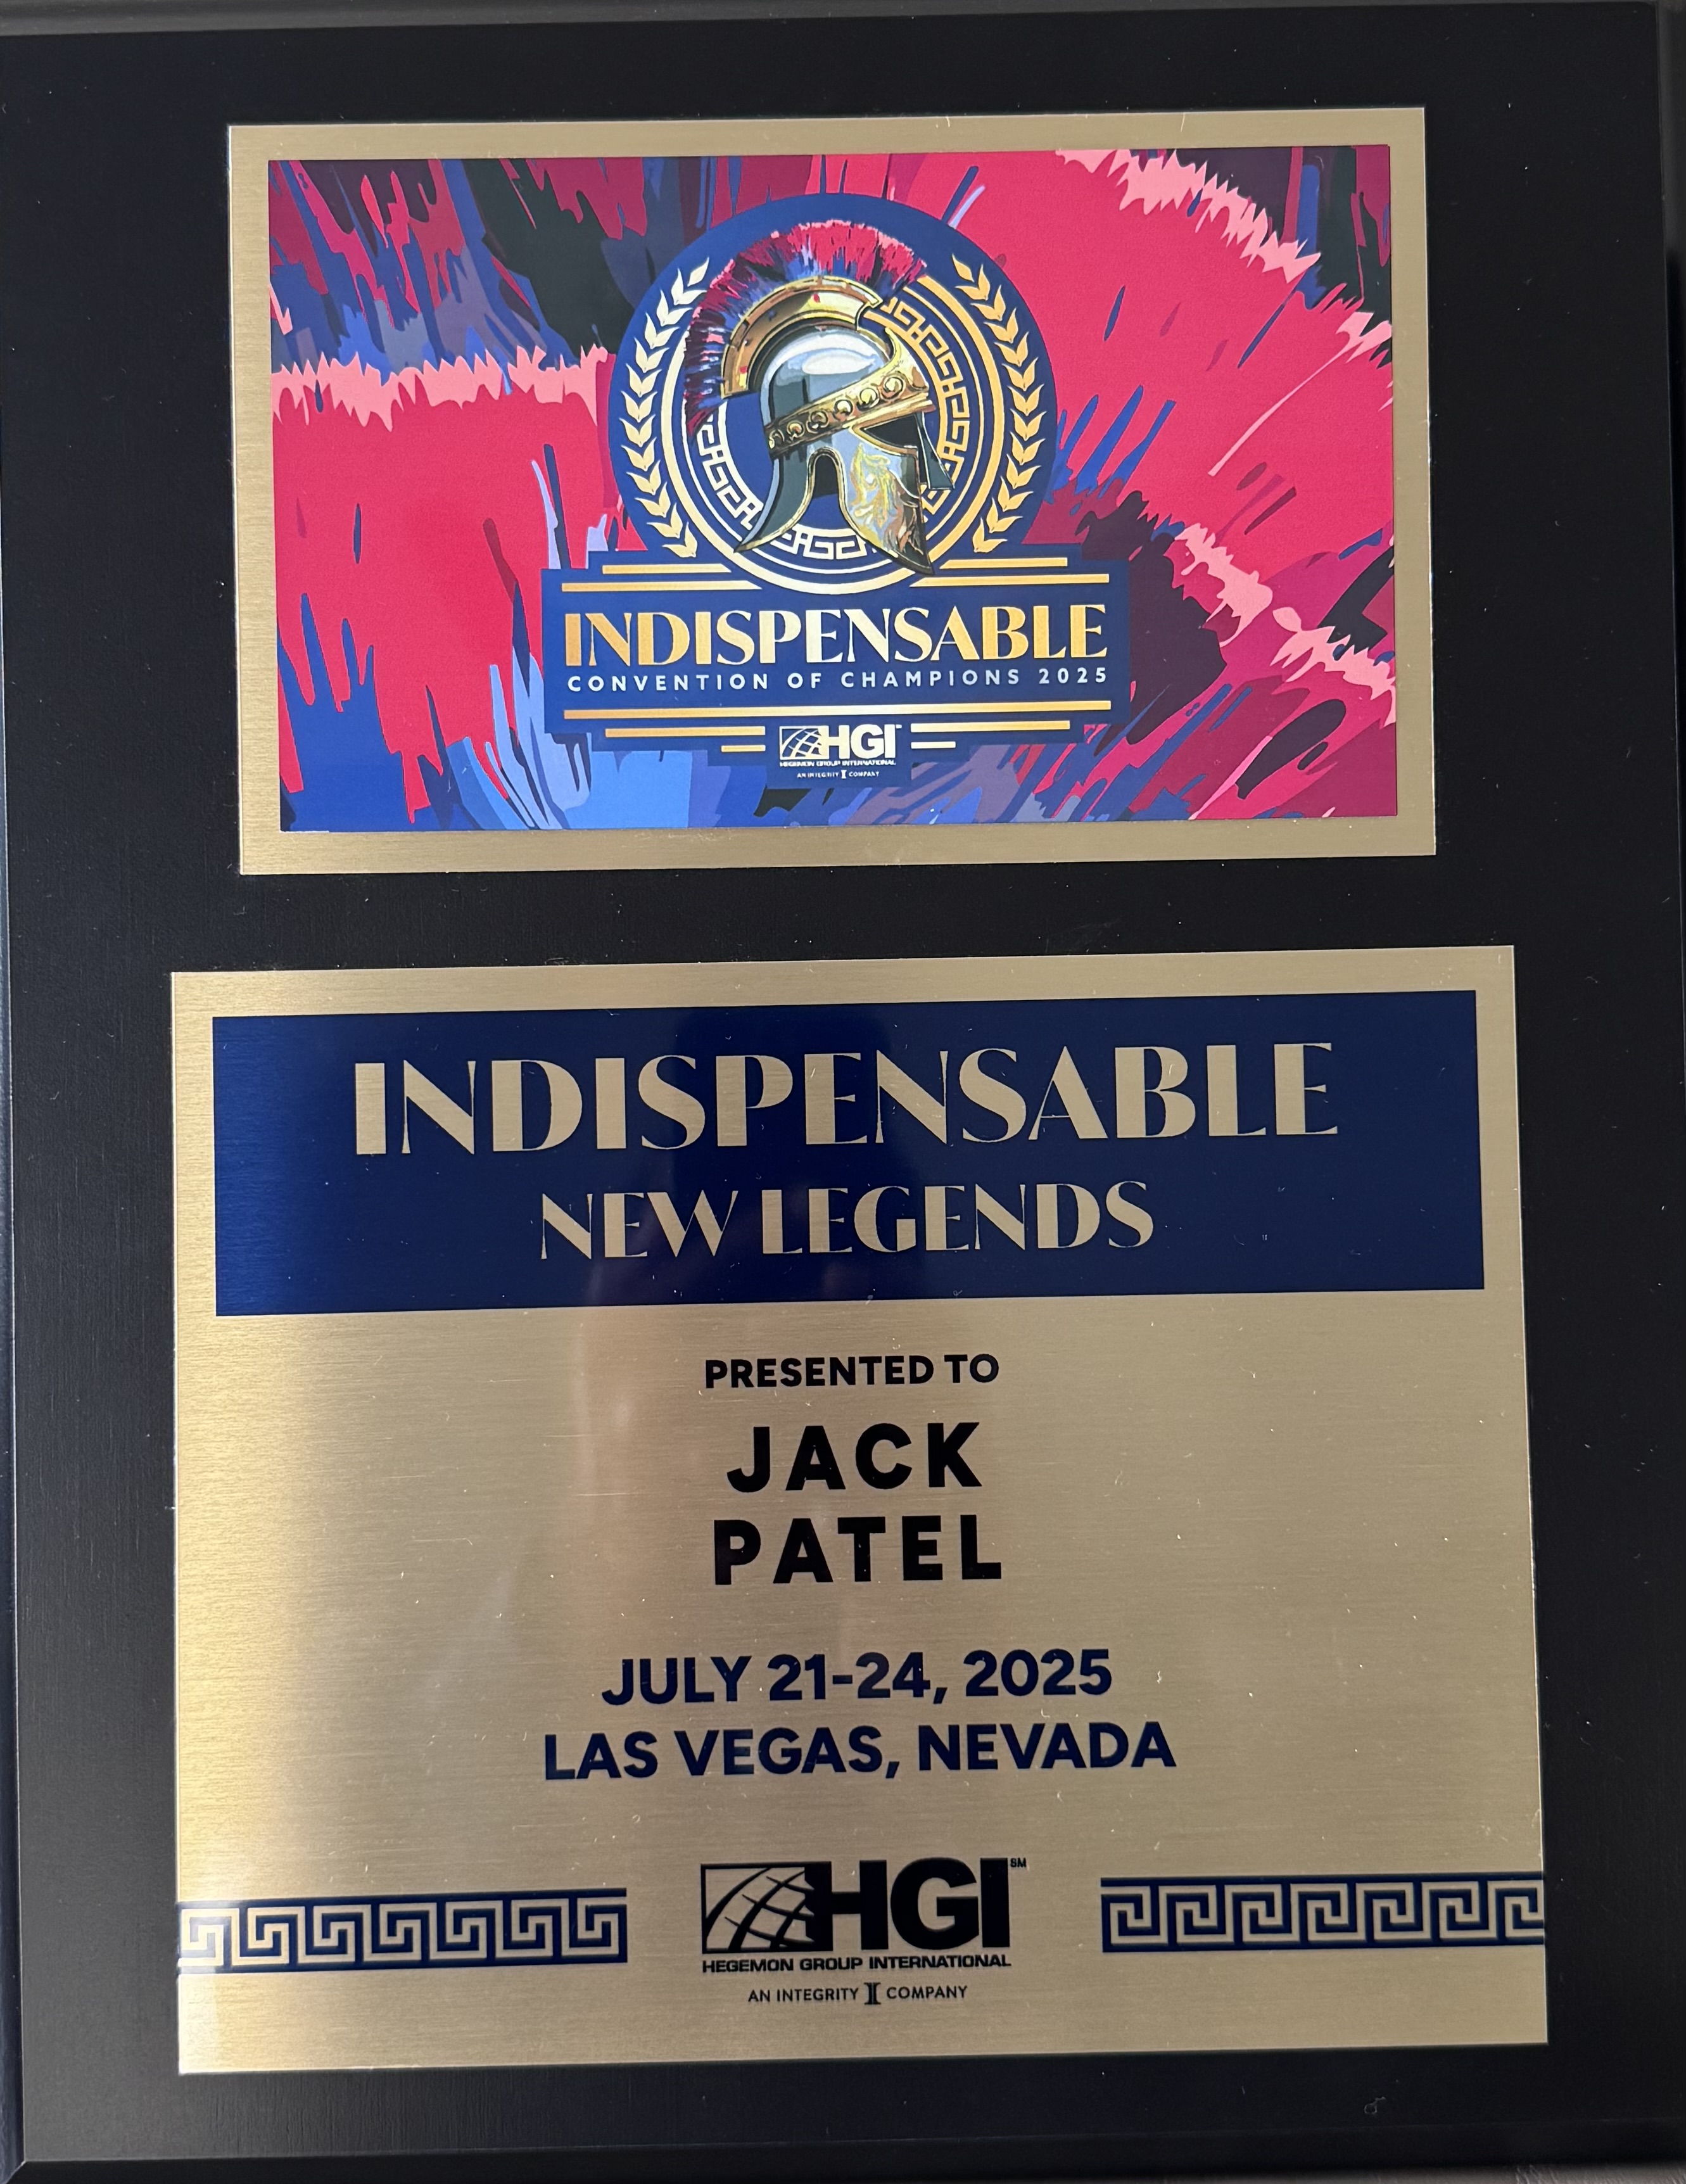 INDISPENSABLE
CONVENTION OF CHAMPIONS 2025
HGI
HEGEMON GROUP INTERNATIONAL
AN INTEGRITY COMPANY
INDISPENSABLE
NEW LEGENDS
PRESENTED TO
JACK
PATEL
JULY 21-24, 2025
LAS VEGAS, NEVADA
HGI SM
HEGEMON GROUP INTERNATIONAL
AN INTEGRITY I COMPANY